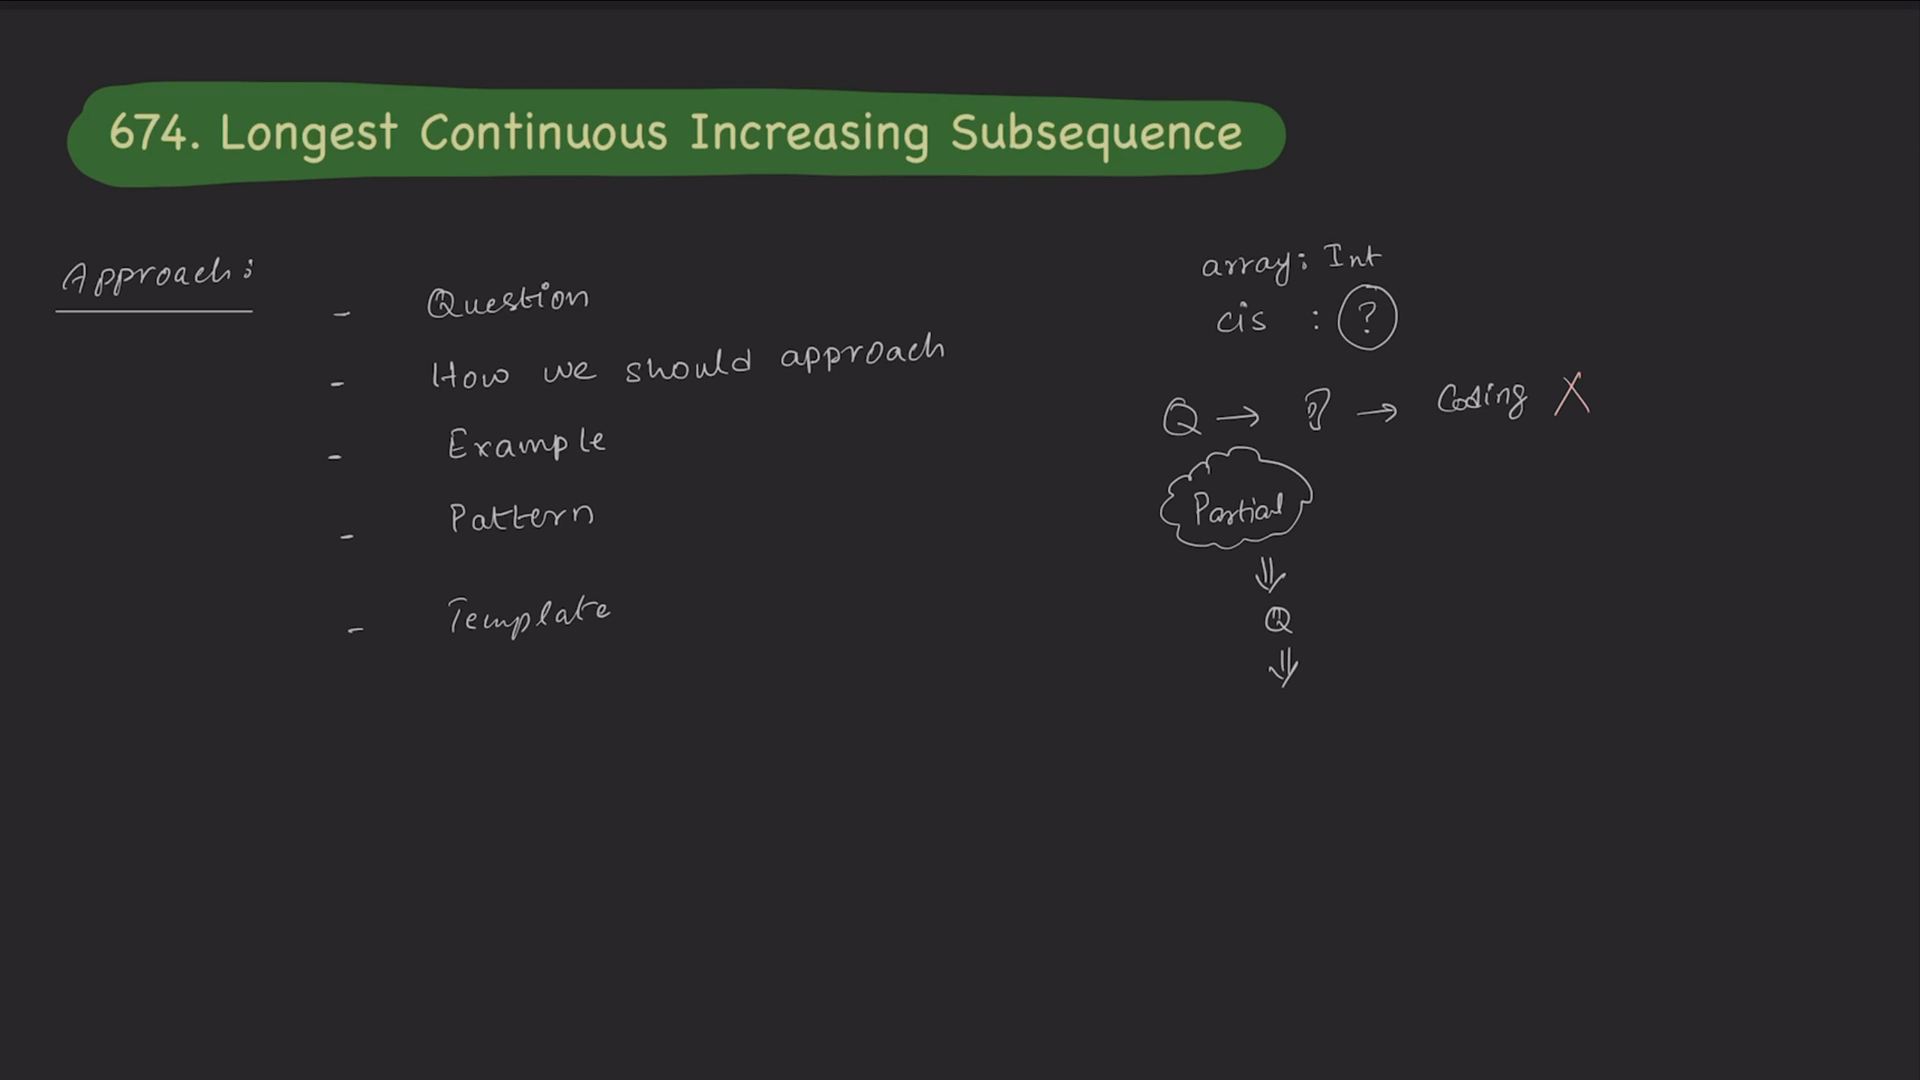 674. Longest Continuous Increasing Subsequence
Approach:
- Question
- How we should approach
- Example
- Pattern
- Template
array: Int
cis : ?
Q → ? → Coding X
Partial
⇓
Q
⇓